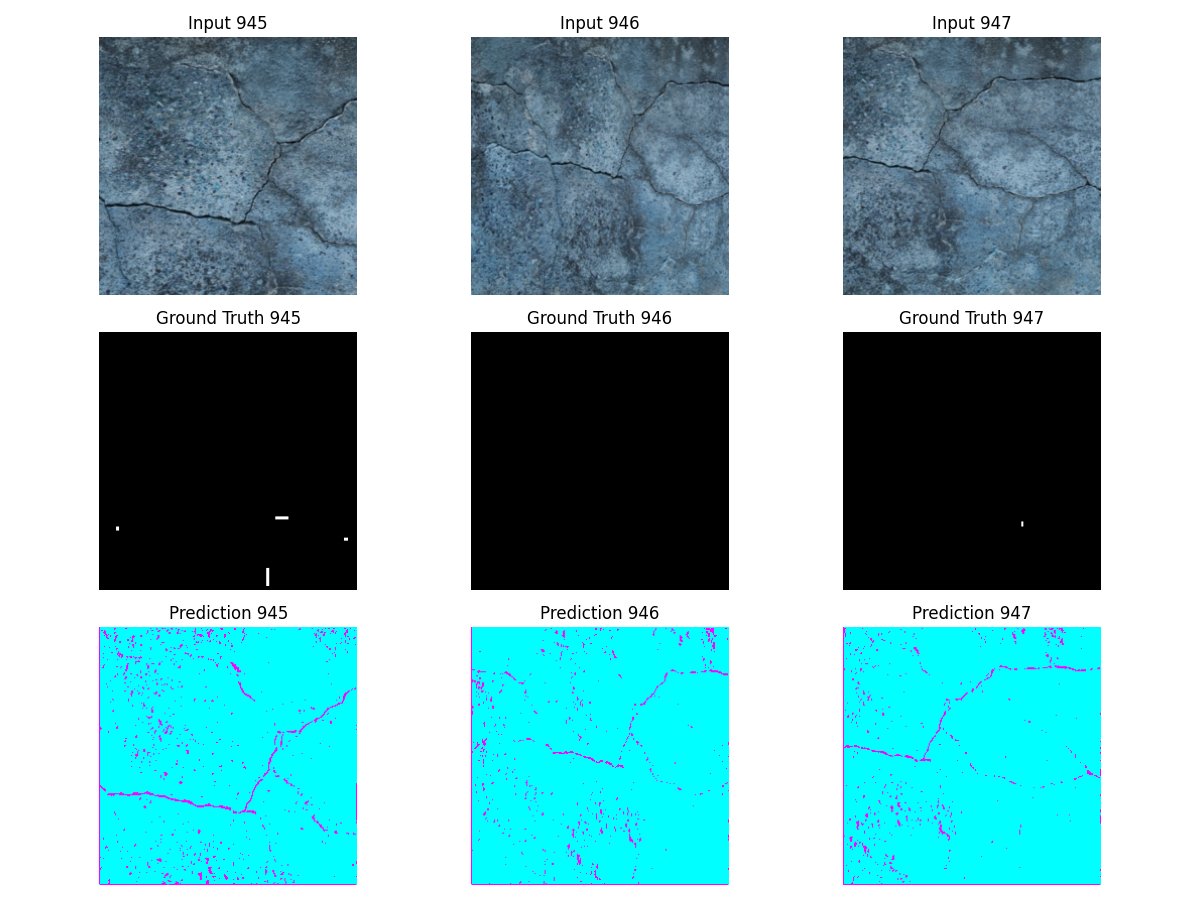 Input 945
Input 946
Input 947
Ground Truth 945
Ground Truth 946
Ground Truth 947
Prediction 945
Prediction 946
Prediction 947